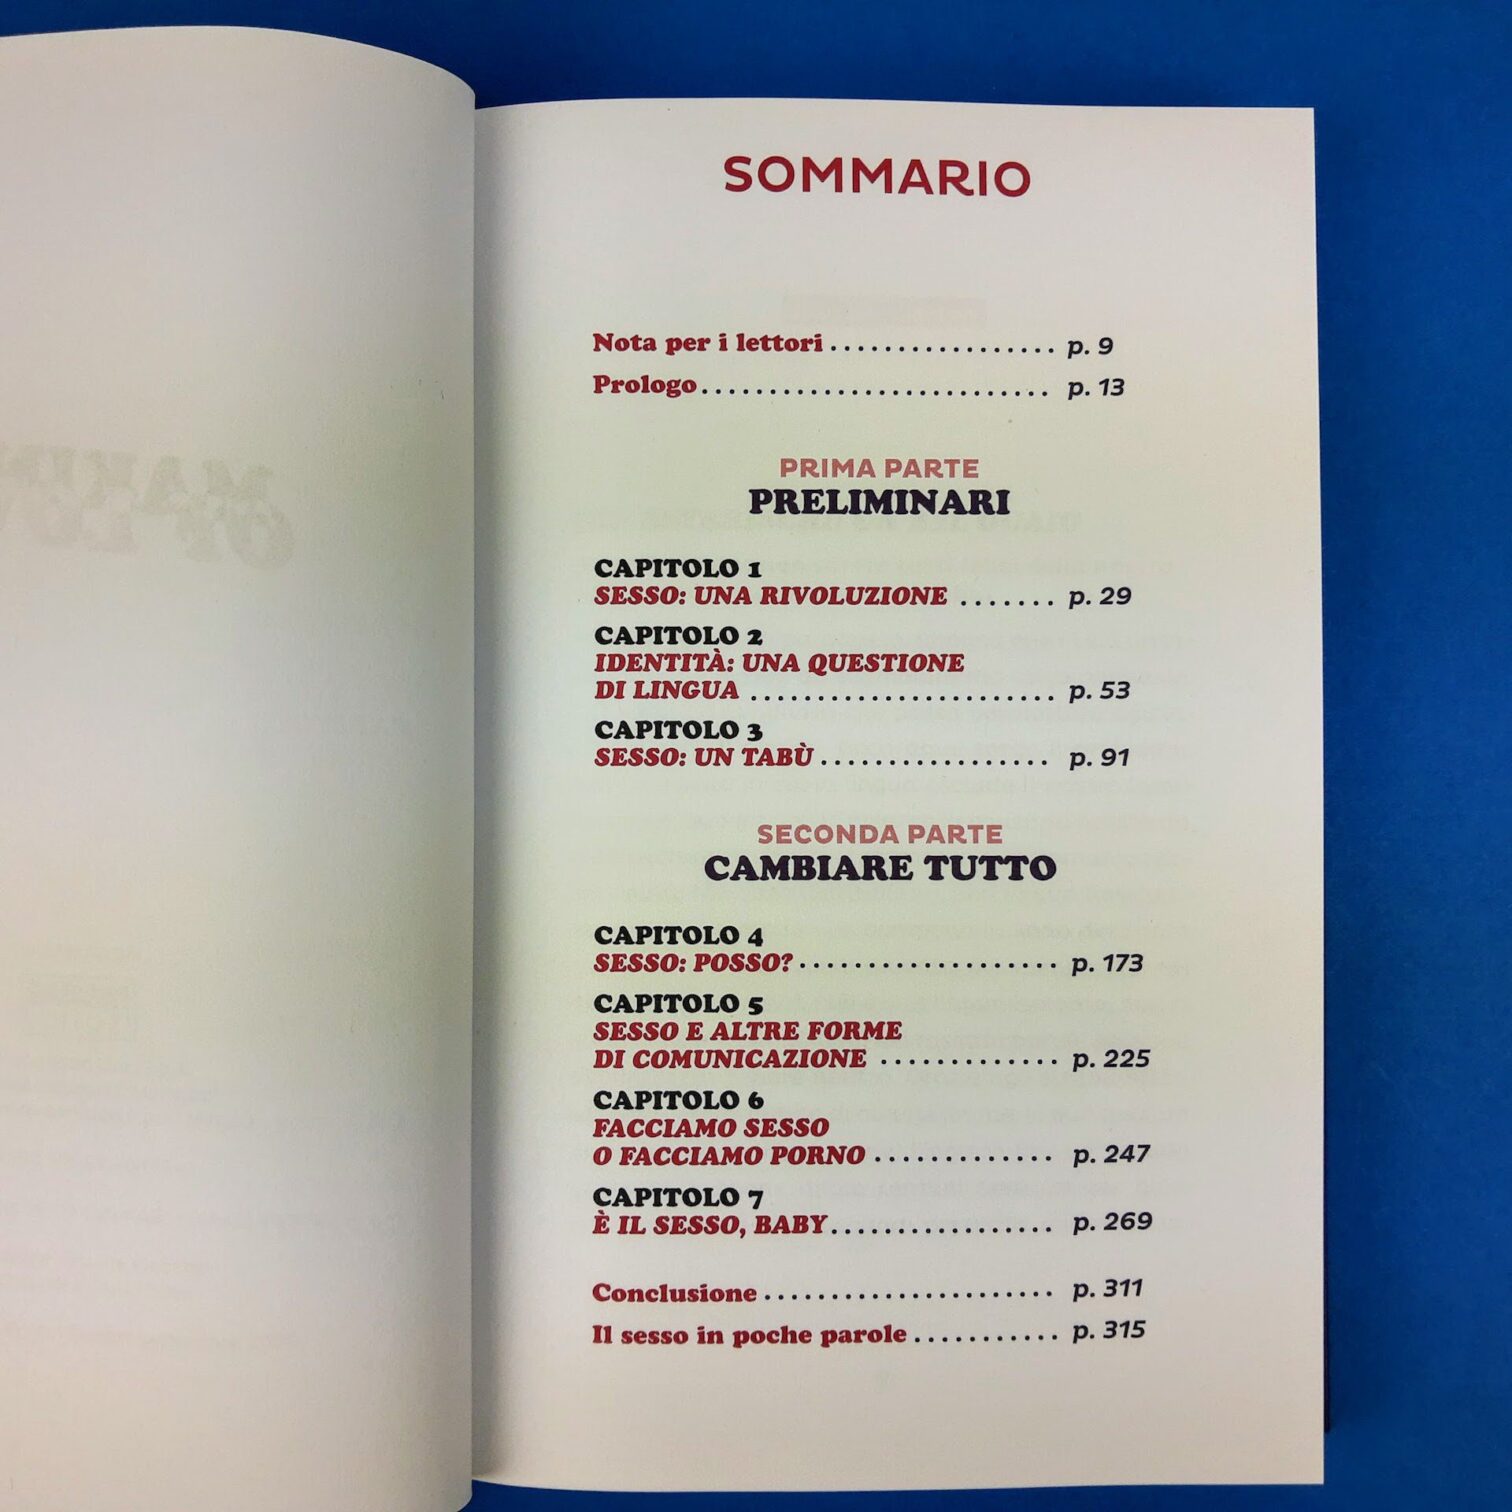 SOMMARIO
Nota per i lettori ................. p. 9
Prologo .......................... p. 13
PRIMA PARTE
PRELIMINARI
CAPITOLO 1
SESSO: UNA RIVOLUZIONE ....... p. 29
CAPITOLO 2
IDENTITÀ: UNA QUESTIONE
DI LINGUA ....................... p. 53
CAPITOLO 3
SESSO: UN TABÙ ................. p. 91
SECONDA PARTE
CAMBIARE TUTTO
CAPITOLO 4
SESSO: POSSO? ................... p. 173
CAPITOLO 5
SESSO E ALTRE FORME
DI COMUNICAZIONE ............. p. 225
CAPITOLO 6
FACCIAMO SESSO
O FACCIAMO PORNO .............. p. 247
CAPITOLO 7
È IL SESSO, BABY ................. p. 269
Conclusione ...................... p. 311
Il sesso in poche parole ........... p. 315